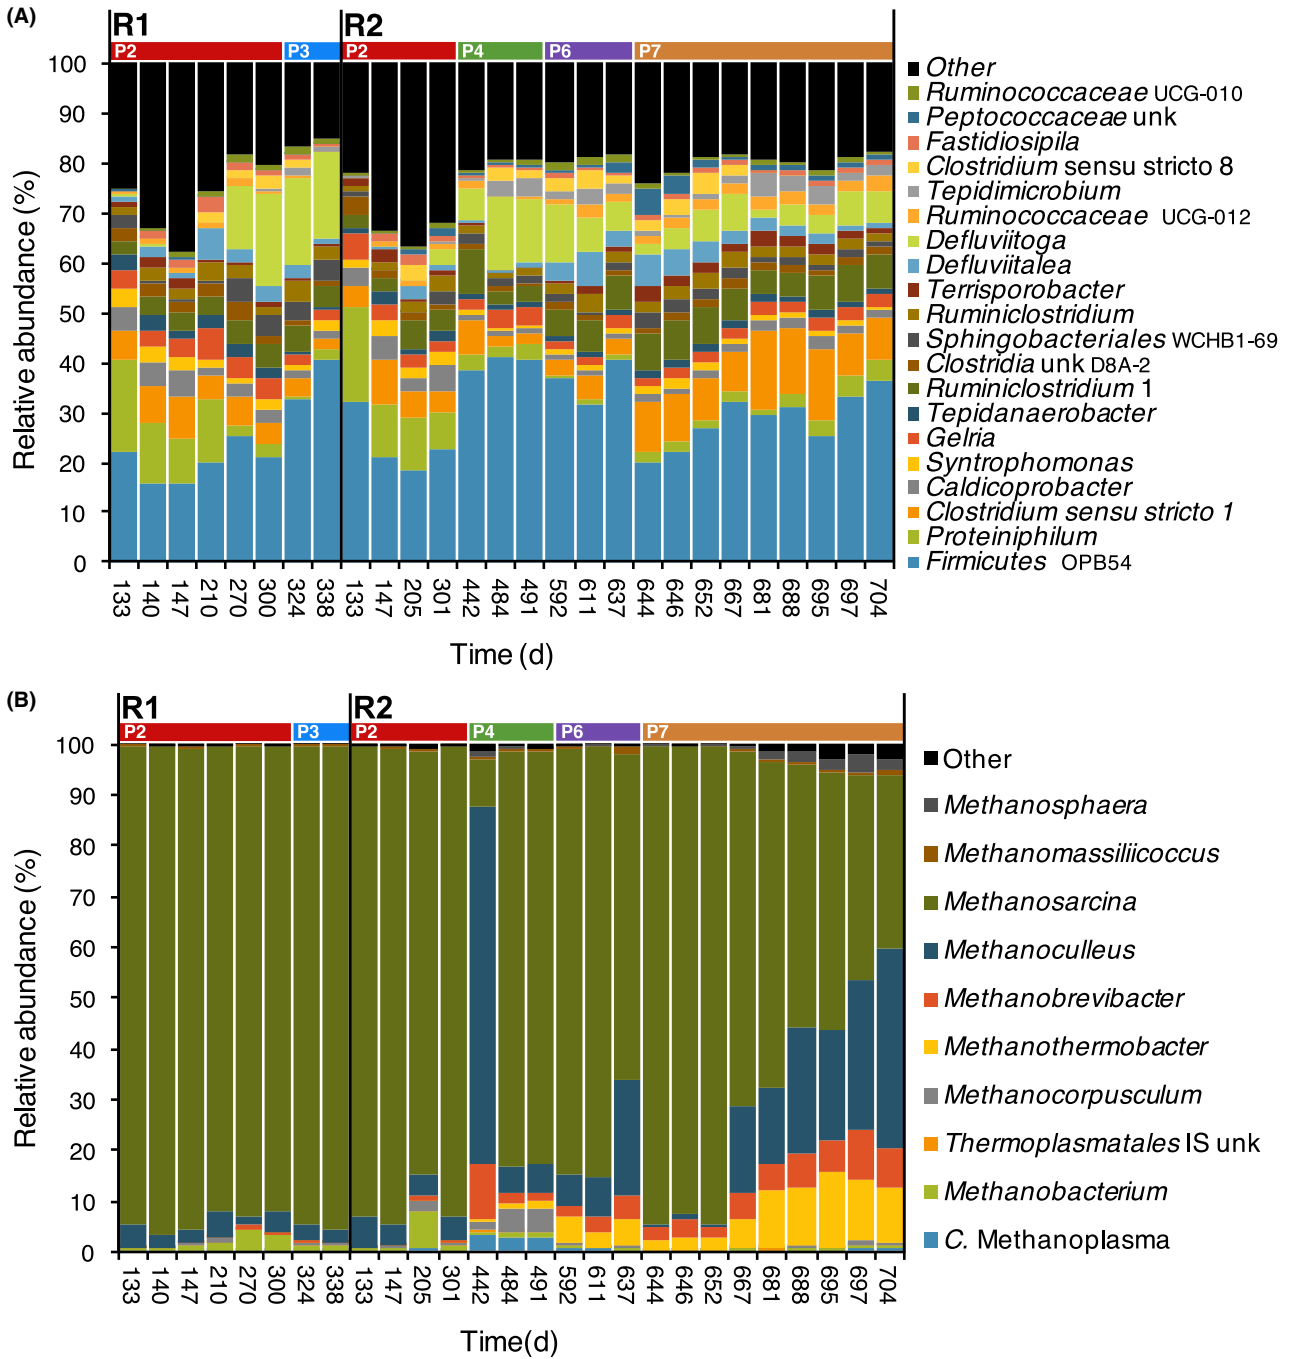 (A)
R1 R2
P2 P3 P2 P4 P6 P7
100
90
80
70
60
50
40
30
20
10
0
Relative abundance (%)
133 140 147 210 270 300 324 338 133 147 205 301 442 484 491 592 611 637 644 646 652 667 681 688 695 697 704
Time (d)
Other
Ruminococcaceae UCG-010
Peptococcaceae unk
Fastidiosipila
Clostridium sensu stricto 8
Tepidimicrobium
Ruminococcaceae UCG-012
Defluviitoga
Defluviitalea
Terrisporobacter
Ruminiclostridium
Sphingobacteriales WCHB1-69
Clostridia unk D8A-2
Ruminiclostridium 1
Tepidanaerobacter
Gelria
Syntrophomonas
Caldicoprobacter
Clostridium sensu stricto 1
Proteiniphilum
Firmicutes OPB54
(B)
R1 R2
P2 P3 P2 P4 P6 P7
100
90
80
70
60
50
40
30
20
10
0
Relative abundance (%)
133 140 147 210 270 300 324 338 133 147 205 301 442 484 491 592 611 637 644 646 652 667 681 688 695 697 704
Time(d)
Other
Methanosphaera
Methanomassiliicoccus
Methanosarcina
Methanoculleus
Methanobrevibacter
Methanothermobacter
Methanocorpusculum
Thermoplasmatales IS unk
Methanobacterium
C. Methanoplasma